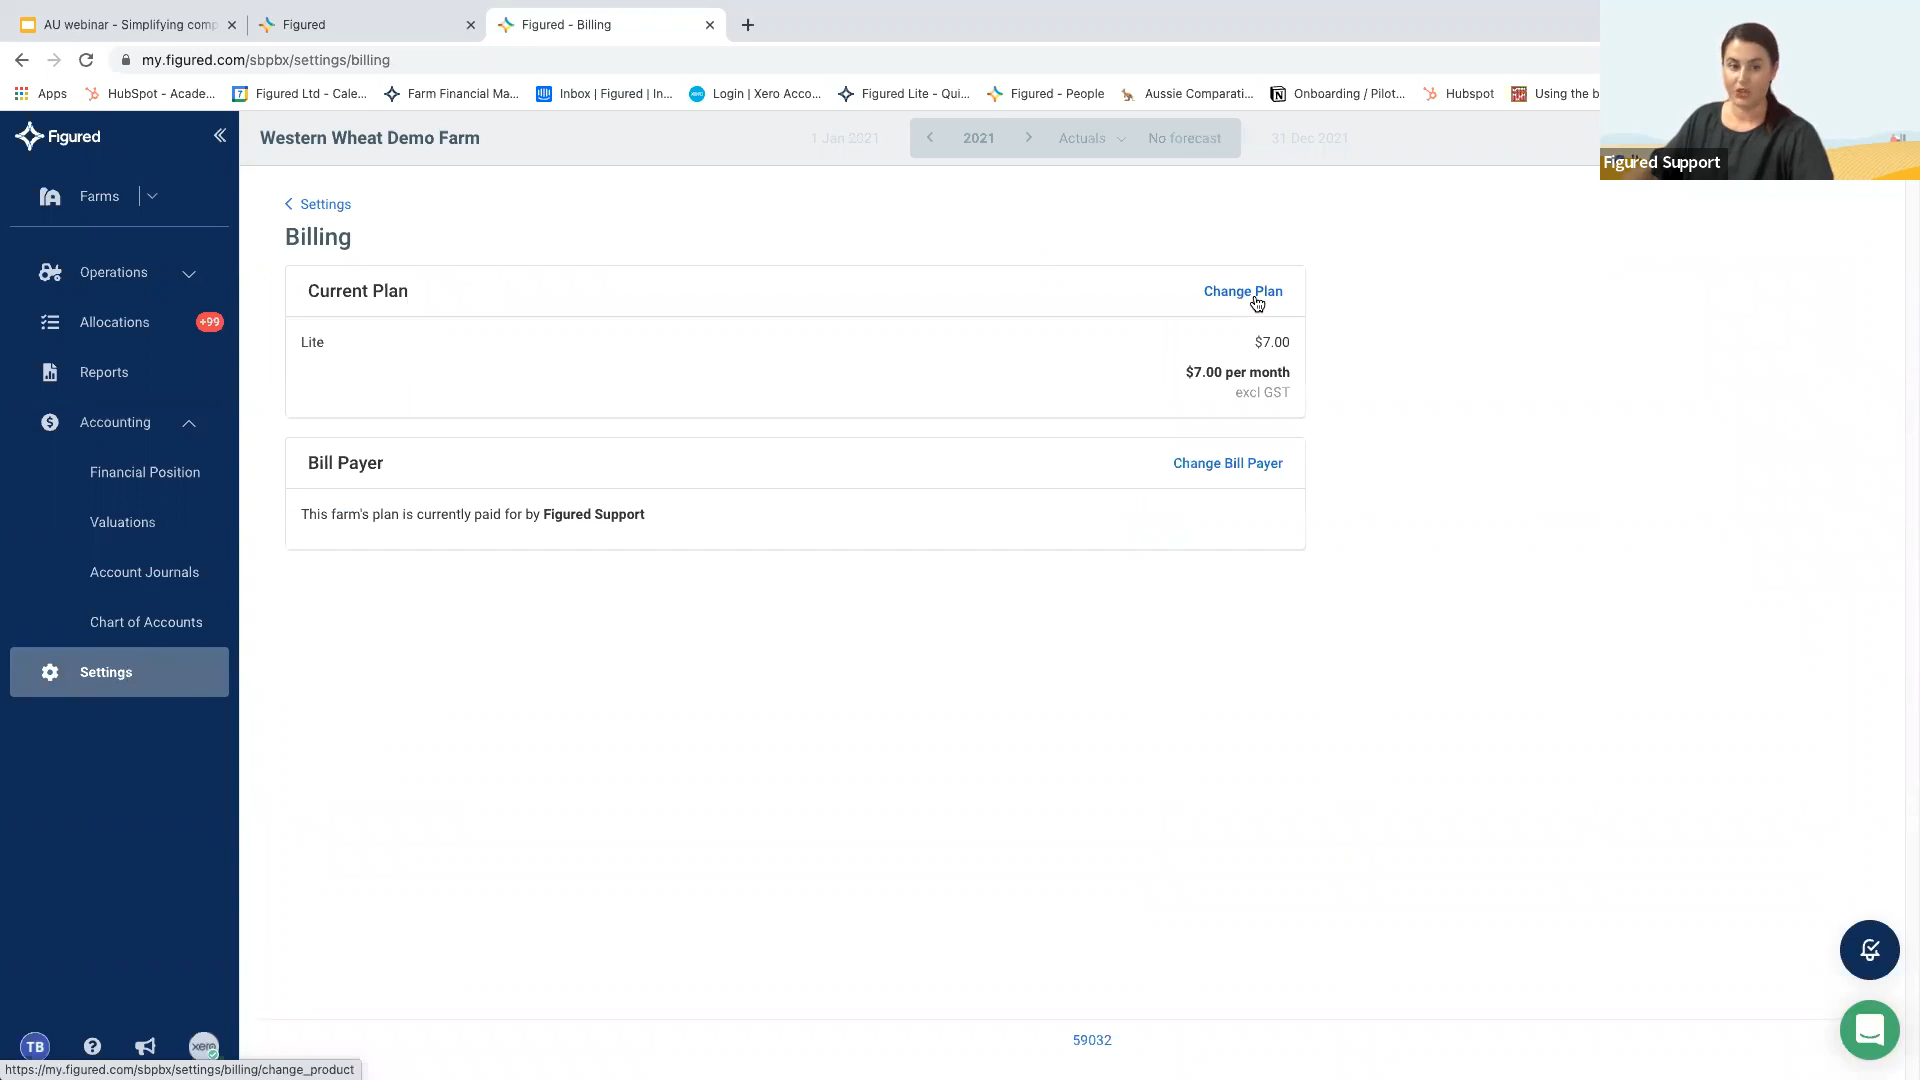 AU webinar - Simplifying comp
Figured
Figured - Billing
my.figured.com/sbpbx/settings/billing
Apps
HubSpot - Acade...
Figured Ltd - Cale...
Farm Financial Ma...
Inbox | Figured | In...
Login | Xero Acco...
Figured Lite - Qui...
Figured - People
Aussie Comparati...
Onboarding / Pilot...
Hubspot
Using the b
Figured
Western Wheat Demo Farm
1 Jan 2021
2021
Actuals
No forecast
31 Dec 2021
Figured Support
Farms
Operations
Allocations
+99
Reports
Accounting
Financial Position
Valuations
Account Journals
Chart of Accounts
Settings
Settings
Billing
Current Plan
Change Plan
Lite
$7.00
$7.00 per month
excl GST
Bill Payer
Change Bill Payer
This farm's plan is currently paid for by Figured Support
59032
TB
xero
https://my.figured.com/sbpbx/settings/billing/change_product